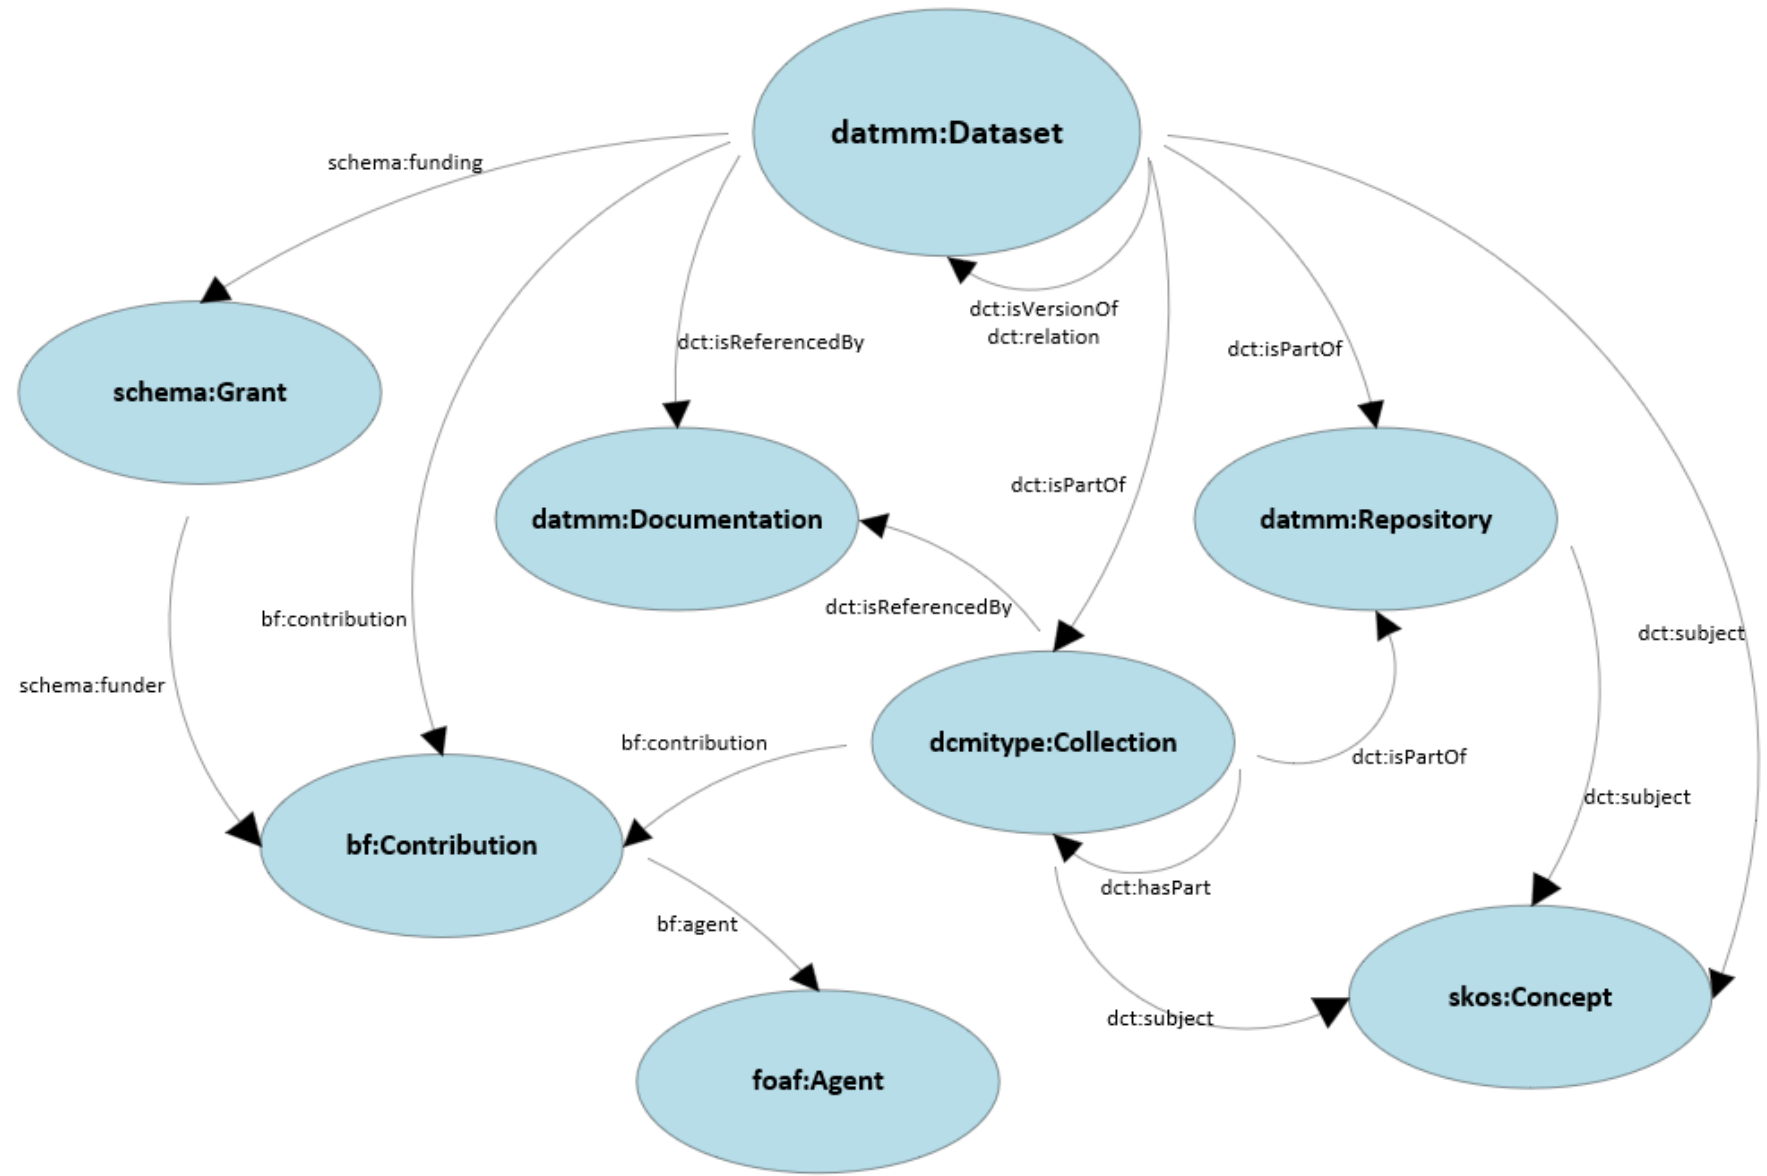 datmm:Dataset
schema:funding
dct:isVersionOf
dct:relation
dct:isReferencedBy
dct:isPartOf
schema:Grant
dct:isPartOf
datmm:Documentation
datmm:Repository
dct:isReferencedBy
bf:contribution
dct:subject
schema:funder
bf:contribution
dcmitype:Collection
dct:isPartOf
dct:subject
bf:Contribution
dct:hasPart
bf:agent
skos:Concept
dct:subject
foaf:Agent